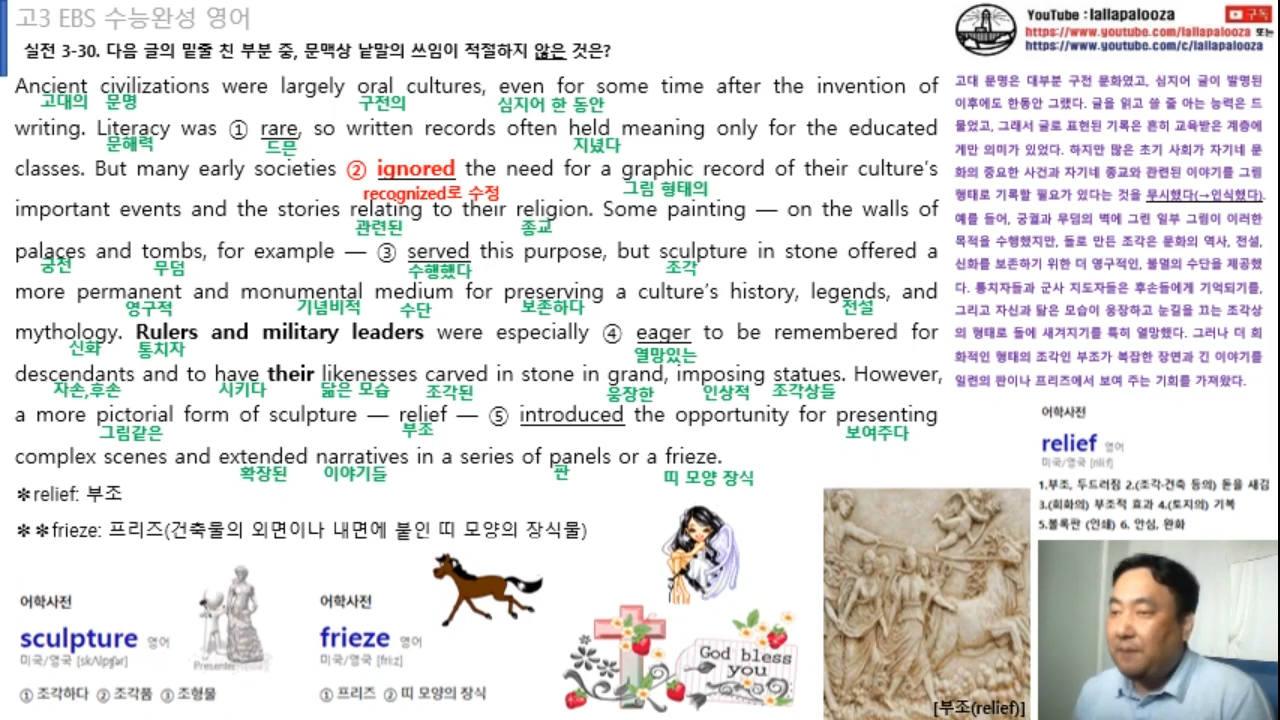 고3 EBS 수능완성 영어
YouTube : lallapalooza
구독
https://www.youtube.com/lallapalooza 또는
https://www.youtube.com/c/lallapalooza
실전 3-30. 다음 글의 밑줄 친 부분 중, 문맥상 낱말의 쓰임이 적절하지 않은 것은?
Ancient civilizations were largely oral cultures, even for some time after the invention of
고대의 문명 구전의 심지어 한 동안
writing. Literacy was ① rare, so written records often held meaning only for the educated
문해력 드믄 지녔다
classes. But many early societies ② ignored the need for a graphic record of their culture's
recognized로 수정 그림 형태의
important events and the stories relating to their religion. Some painting — on the walls of
관련된 종교
palaces and tombs, for example — ③ served this purpose, but sculpture in stone offered a
궁전 무덤 수행했다 조각
more permanent and monumental medium for preserving a culture's history, legends, and
영구적 기념비적 수단 보존하다 전설
mythology. Rulers and military leaders were especially ④ eager to be remembered for
신화 통치자 열망있는
descendants and to have their likenesses carved in stone in grand, imposing statues. However,
자손,후손 시키다 닮은 모습 조각된 웅장한 인상적 조각상들
a more pictorial form of sculpture — relief — ⑤ introduced the opportunity for presenting
그림같은 부조 보여주다
complex scenes and extended narratives in a series of panels or a frieze.
확장된 이야기들 판 띠 모양 장식
＊relief: 부조
＊＊frieze: 프리즈(건축물의 외면이나 내면에 붙인 띠 모양의 장식물)
고대 문명은 대부분 구전 문화였고, 심지어 글이 발명된
이후에도 한동안 그랬다. 글을 읽고 쓸 줄 아는 능력은 드
물었고, 그래서 글로 표현된 기록은 흔히 교육받은 계층에
게만 의미가 있었다. 하지만 많은 초기 사회가 자기네 문
화의 중요한 사건과 자기네 종교와 관련된 이야기를 그림
형태로 기록할 필요가 있다는 것을 무시했다(→인식했다).
예를 들어, 궁궐과 무덤의 벽에 그린 일부 그림이 이러한
목적을 수행했지만, 돌로 만든 조각은 문화의 역사, 전설,
신화를 보존하기 위한 더 영구적인, 불멸의 수단을 제공했
다. 통치자들과 군사 지도자들은 후손들에게 기억되기를,
그리고 자신과 닮은 모습이 웅장하고 눈길을 끄는 조각상
의 형태로 돌에 새겨지기를 특히 열망했다. 그러나 더 회
화적인 형태의 조각인 부조가 복잡한 장면과 긴 이야기를
일련의 판이나 프리즈에서 보여 주는 기회를 가져왔다.
어학사전
relief 영어
미국/영국 [rilíːf]
1.부조, 두드러짐 2.(조각·건축 등의) 돋을 새김
3.(회화의) 부조적 효과 4.(토지의) 기복
5.볼록판 (인쇄) 6. 안심, 완화
어학사전
sculpture 영어
미국/영국 [skʌ́lptʃər]
① 조각하다 ② 조각품 ③ 조형물
어학사전
frieze 영어
미국/영국 [friːz]
① 프리즈 ② 띠 모양의 장식
God bless
you
[부조(relief)]